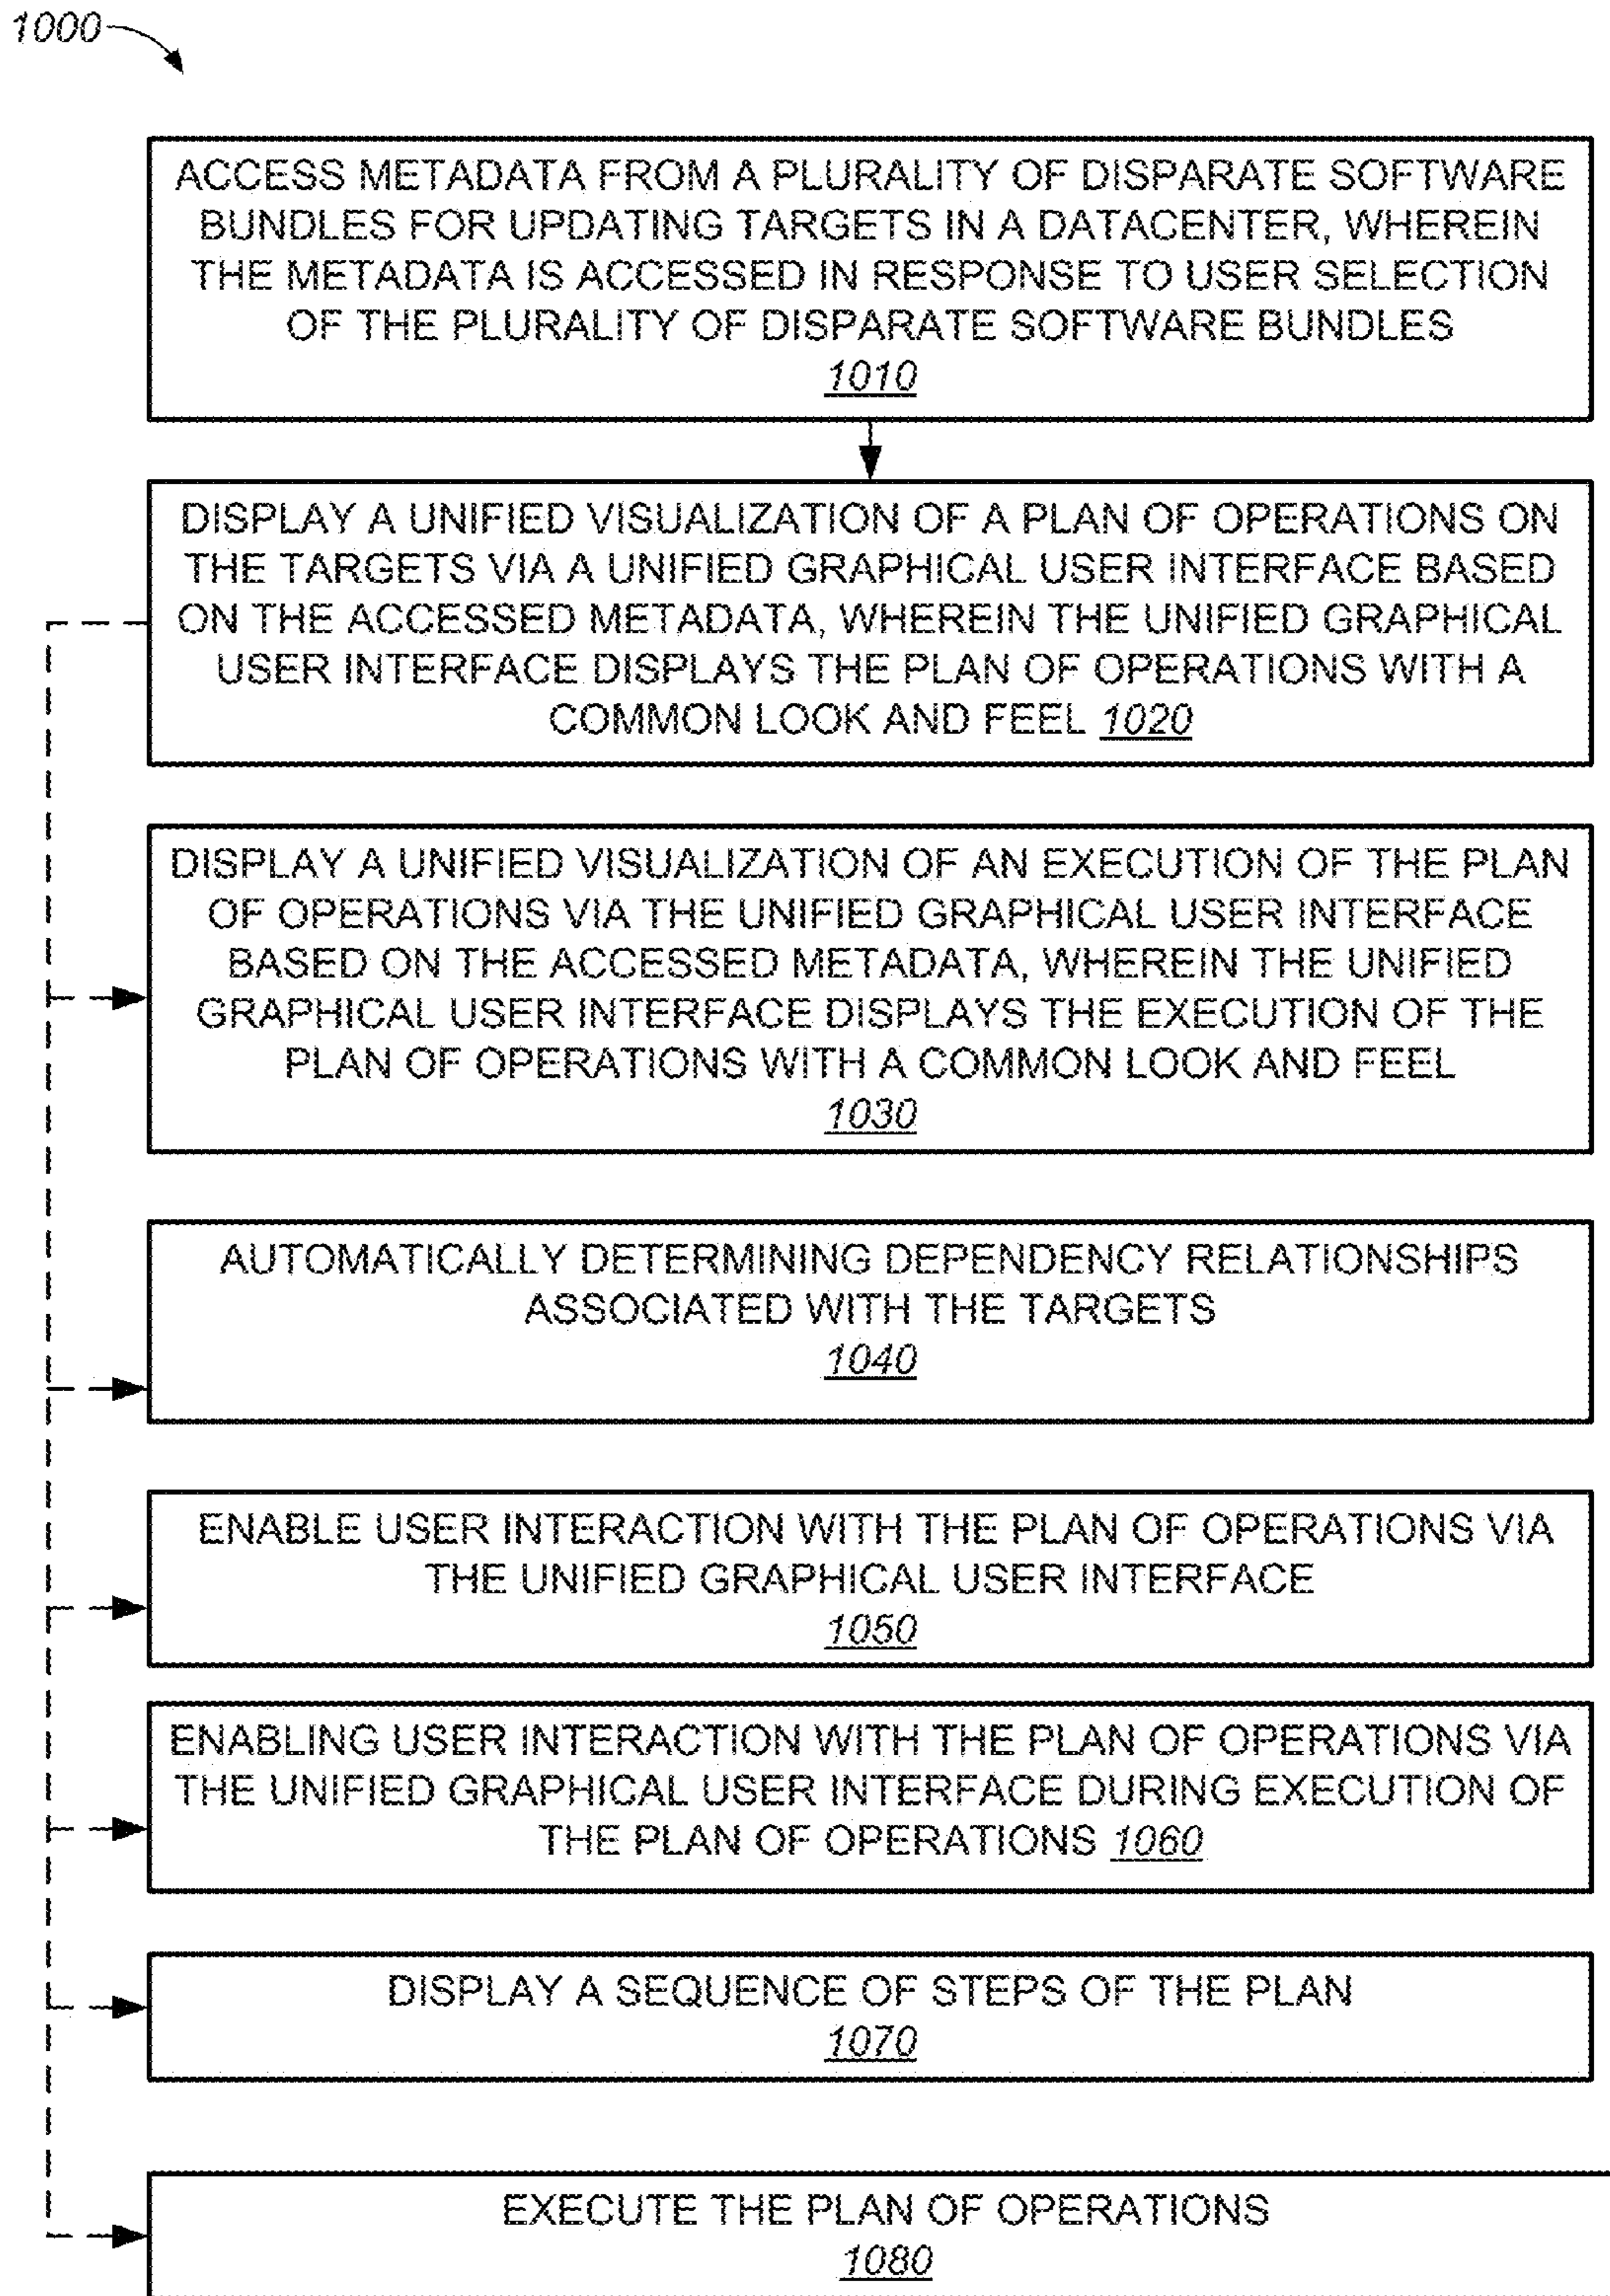 1000
ACCESS METADATA FROM A PLURALITY OF DISPARATE SOFTWARE
BUNDLES FOR UPDATING TARGETS IN A DATACENTER, WHEREIN
THE METADATA IS ACCESSED IN RESPONSE TO USER SELECTION
OF THE PLURALITY OF DISPARATE SOFTWARE BUNDLES
1010
DISPLAY A UNIFIED VISUALIZATION OF A PLAN OF OPERATIONS ON
THE TARGETS VIA A UNIFIED GRAPHICAL USER INTERFACE BASED
ON THE ACCESSED METADATA, WHEREIN THE UNIFIED GRAPHICAL
USER INTERFACE DISPLAYS THE PLAN OF OPERATIONS WITH A
COMMON LOOK AND FEEL 1020
DISPLAY A UNIFIED VISUALIZATION OF AN EXECUTION OF THE PLAN
OF OPERATIONS VIA THE UNIFIED GRAPHICAL USER INTERFACE
BASED ON THE ACCESSED METADATA, WHEREIN THE UNIFIED
GRAPHICAL USER INTERFACE DISPLAYS THE EXECUTION OF THE
PLAN OF OPERATIONS WITH A COMMON LOOK AND FEEL
1030
AUTOMATICALLY DETERMINING DEPENDENCY RELATIONSHIPS
ASSOCIATED WITH THE TARGETS
1040
ENABLE USER INTERACTION WITH THE PLAN OF OPERATIONS VIA
THE UNIFIED GRAPHICAL USER INTERFACE
1050
ENABLING USER INTERACTION WITH THE PLAN OF OPERATIONS VIA
THE UNIFIED GRAPHICAL USER INTERFACE DURING EXECUTION OF
THE PLAN OF OPERATIONS 1060
DISPLAY A SEQUENCE OF STEPS OF THE PLAN
1070
EXECUTE THE PLAN OF OPERATIONS
1080